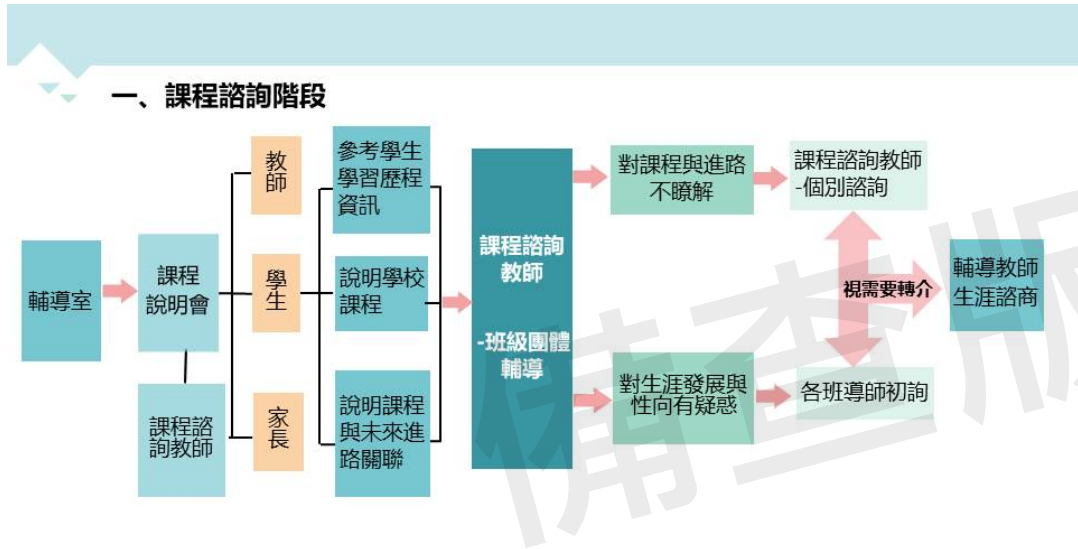 一、課程諮詢階段
輔導室
課程
說明會
課程諮
詢教師
教
師
學
生
家
長
參考學生
學習歷程
資訊
說明學校
課程
說明課程
與未來進
路關聯
課程諮詢
教師
-班級團體
輔導
對課程與進路
不瞭解
對生涯發展與
性向有疑惑
課程諮詢教師
-個別諮詢
視需要轉介
各班導師初詢
輔導教師
生涯諮商
備查版